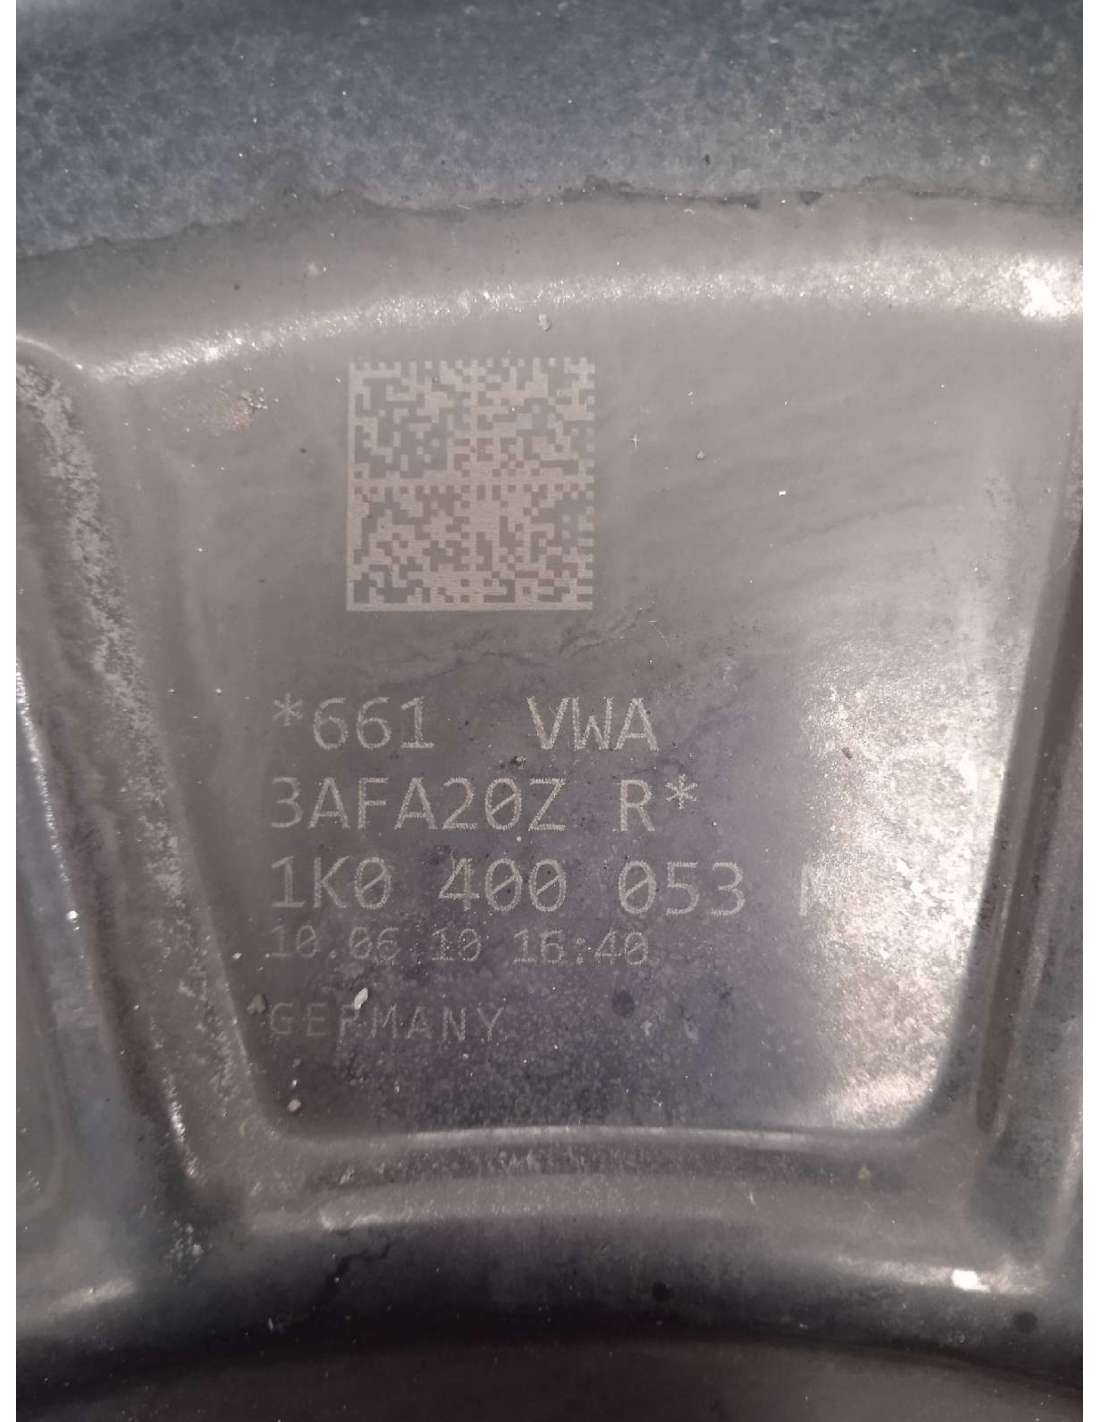 *661 VWA
3AFA20Z R*
1K0 400 053
10.06.10 16:40
GERMANY